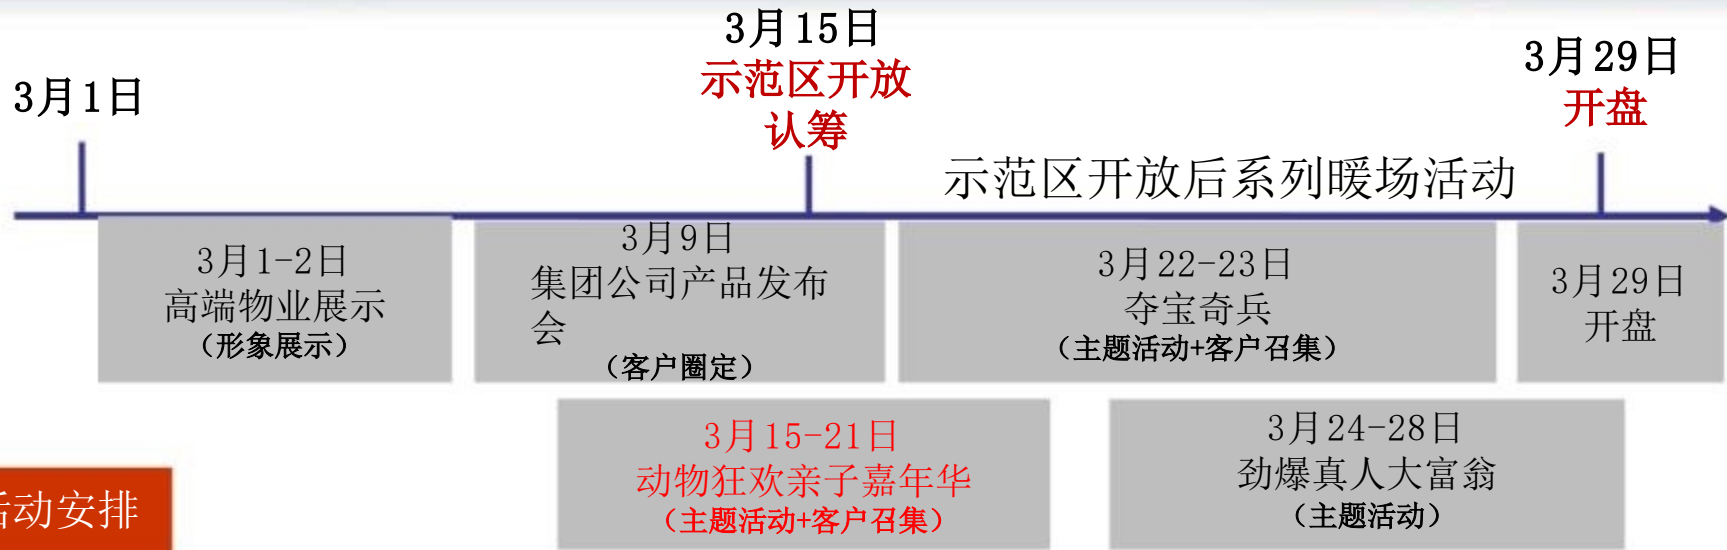 3月1日
3月15日
示范区开放
认筹
3月29日
开盘
示范区开放后系列暖场活动
3月1-2日
高端物业展示
（形象展示）
3月9日
集团公司产品发布
会
（客户圈定）
3月22-23日
夺宝奇兵
（主题活动+客户召集）
3月29日
开盘
3月15-21日
动物狂欢亲子嘉年华
（主题活动+客户召集）
3月24-28日
劲爆真人大富翁
（主题活动）
活动安排